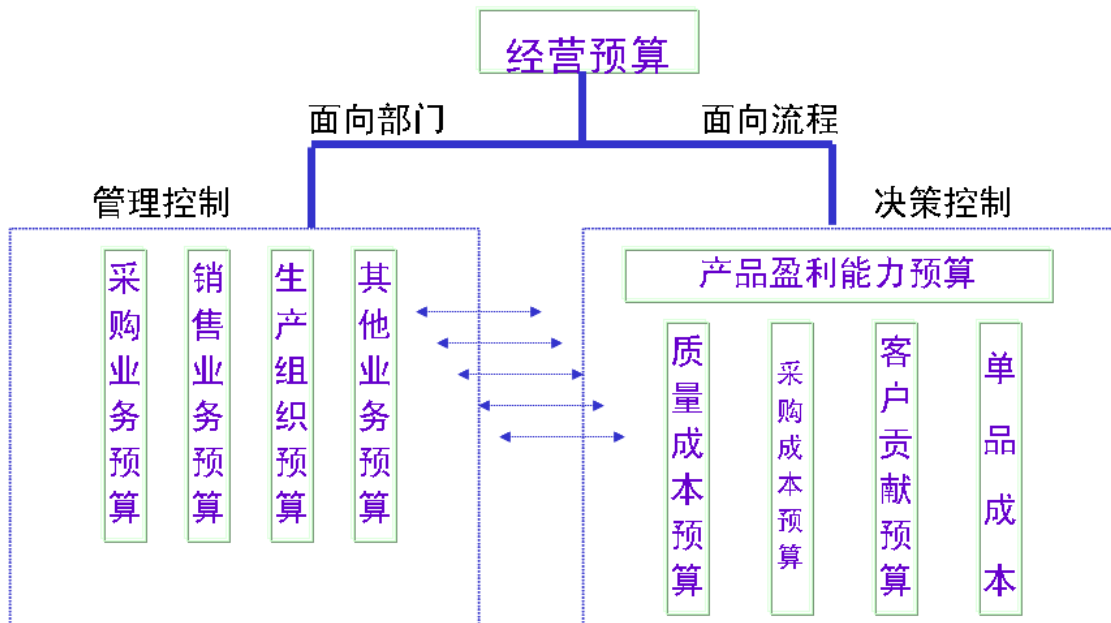 经营预算
面向部门
面向流程
管理控制
决策控制
采购业务预算
销售业务预算
生产组织预算
其他业务预算
产品盈利能力预算
质量成本预算
采购成本预算
客户贡献预算
单品成本